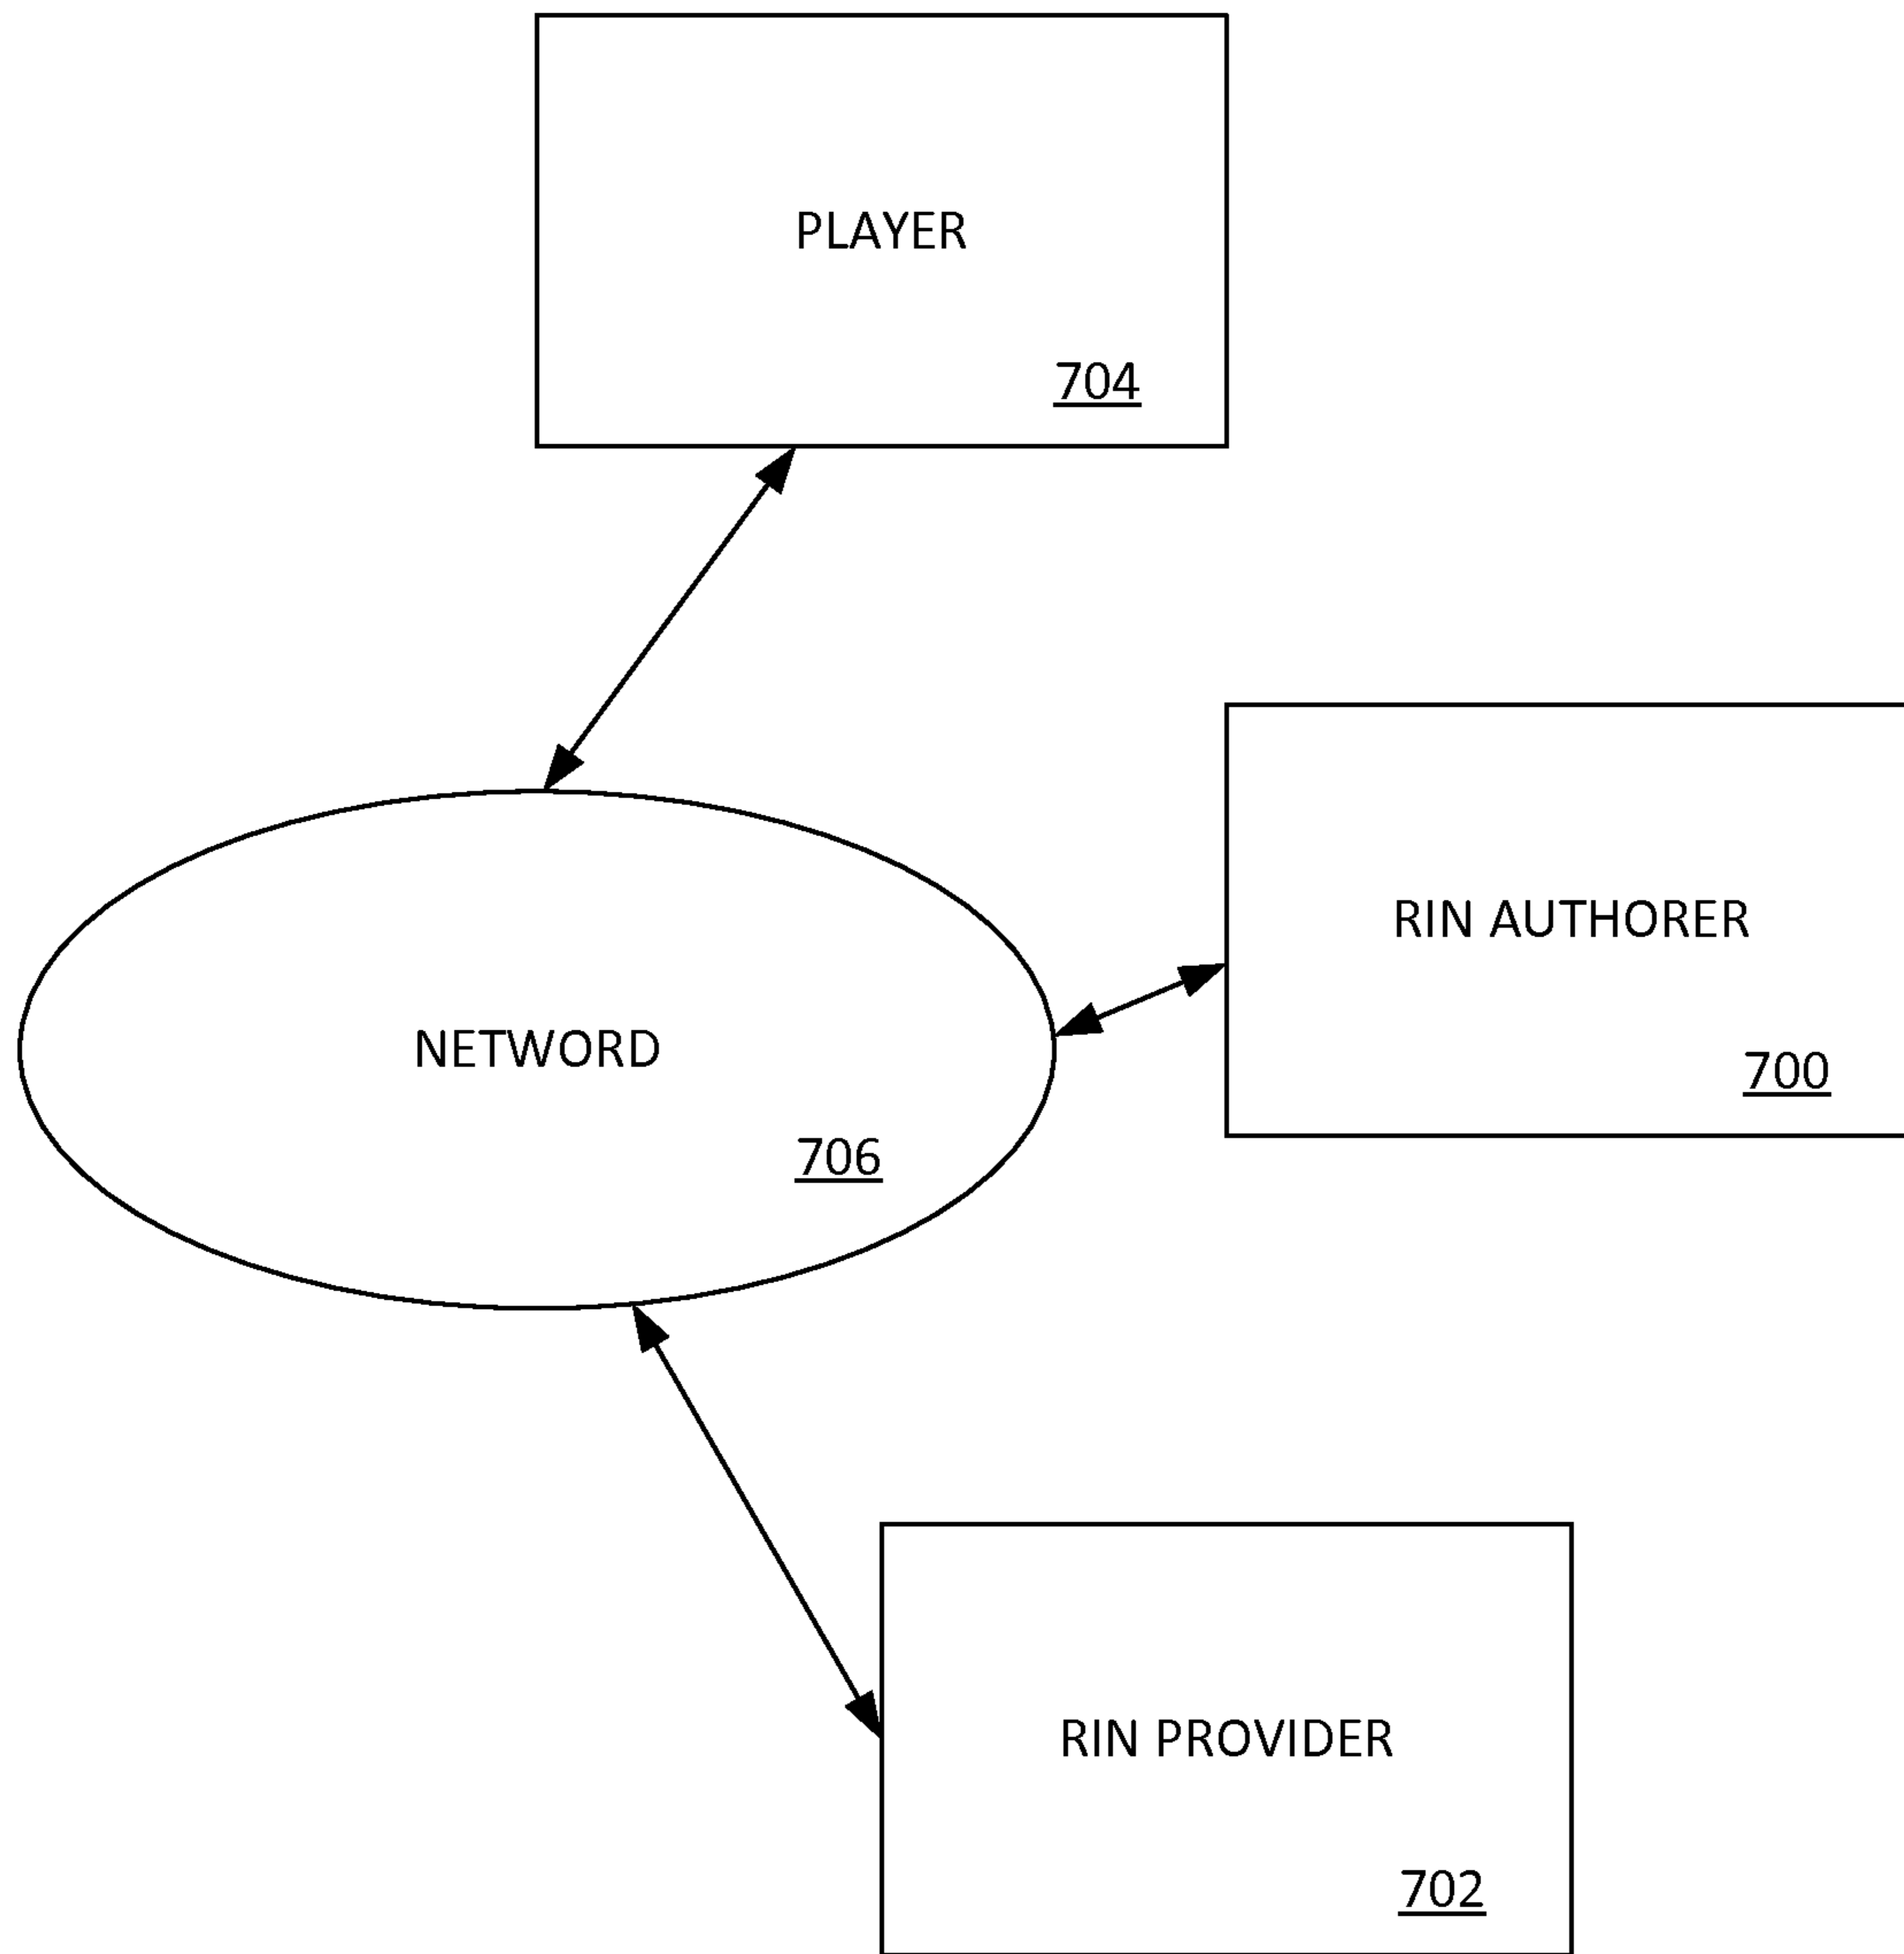 PLAYER
704
RIN AUTHORER
700
NETWORD
706
RIN PROVIDER
702